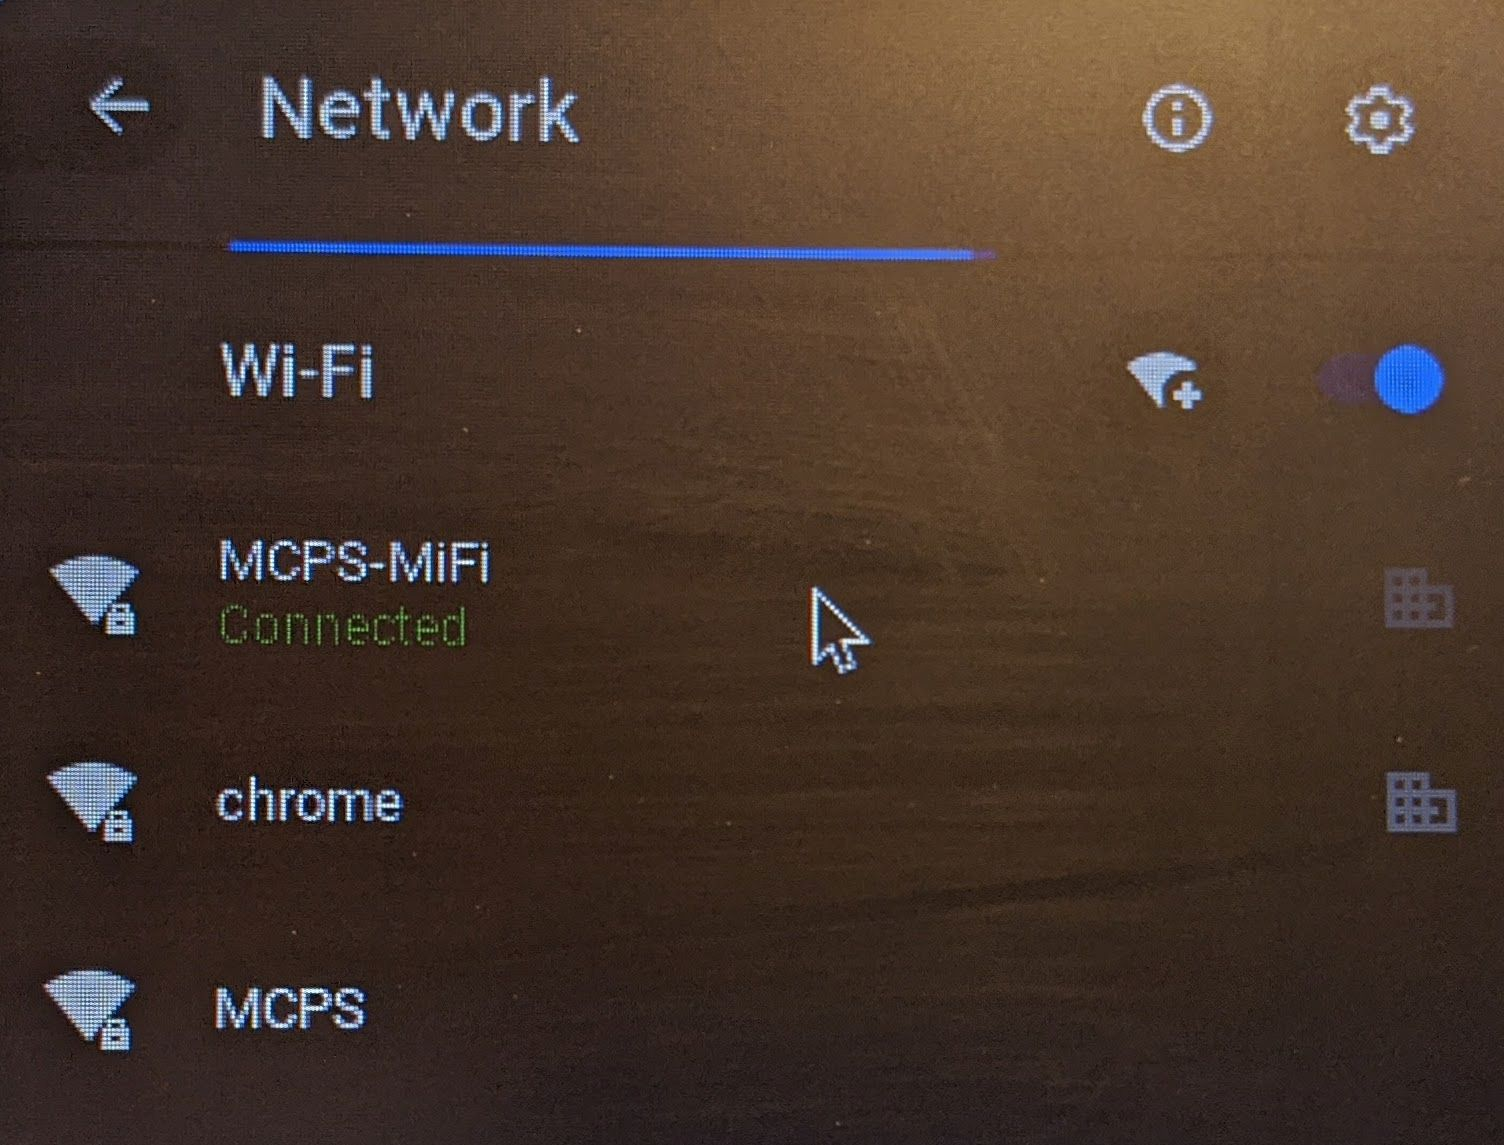 Network
Wi-Fi
MCPS-MiFi
Connected
chrome
MCPS